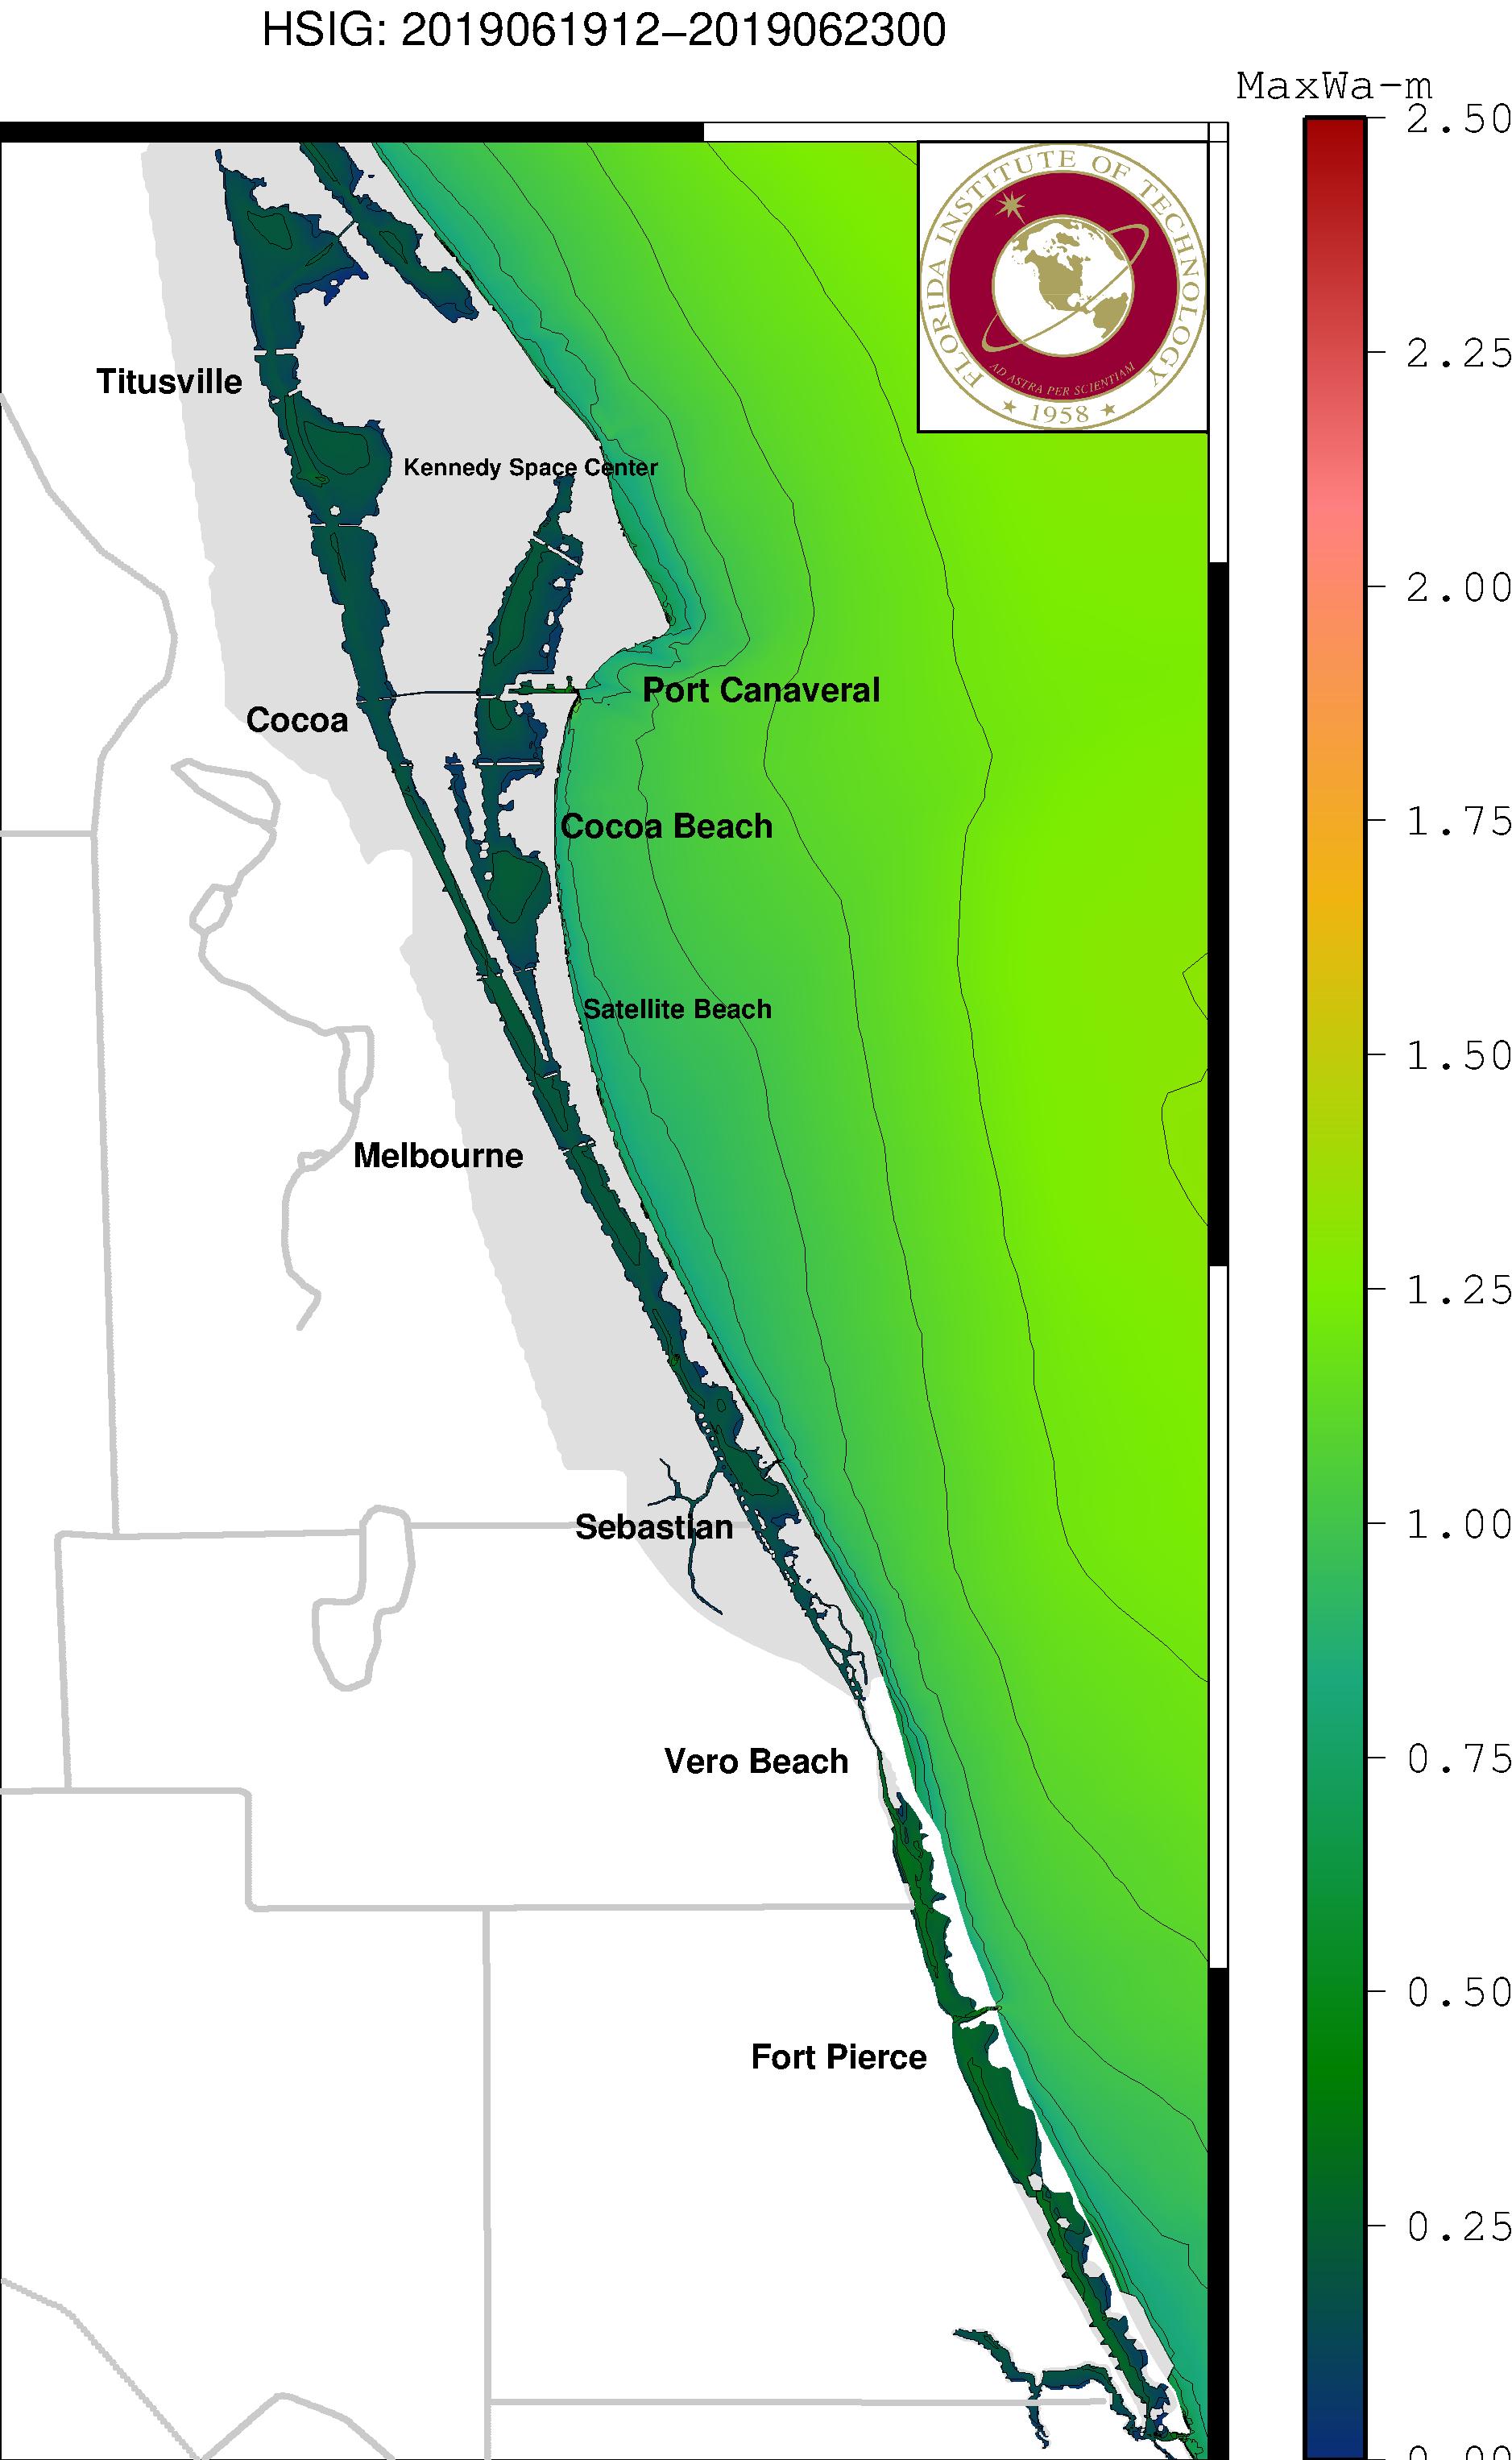 HSIG: 2019061912–2019062300
MaxWa-m
2.50
2.25
2.00
1.75
1.50
1.25
1.00
0.75
0.50
0.25
0.00
FLORIDA INSTITUTE OF TECHNOLOGY
AD ASTRA PER SCIENTIAM
★ 1958 ★
Titusville
Kennedy Space Center
Port Canaveral
Cocoa
Cocoa Beach
Satellite Beach
Melbourne
Sebastian
Vero Beach
Fort Pierce